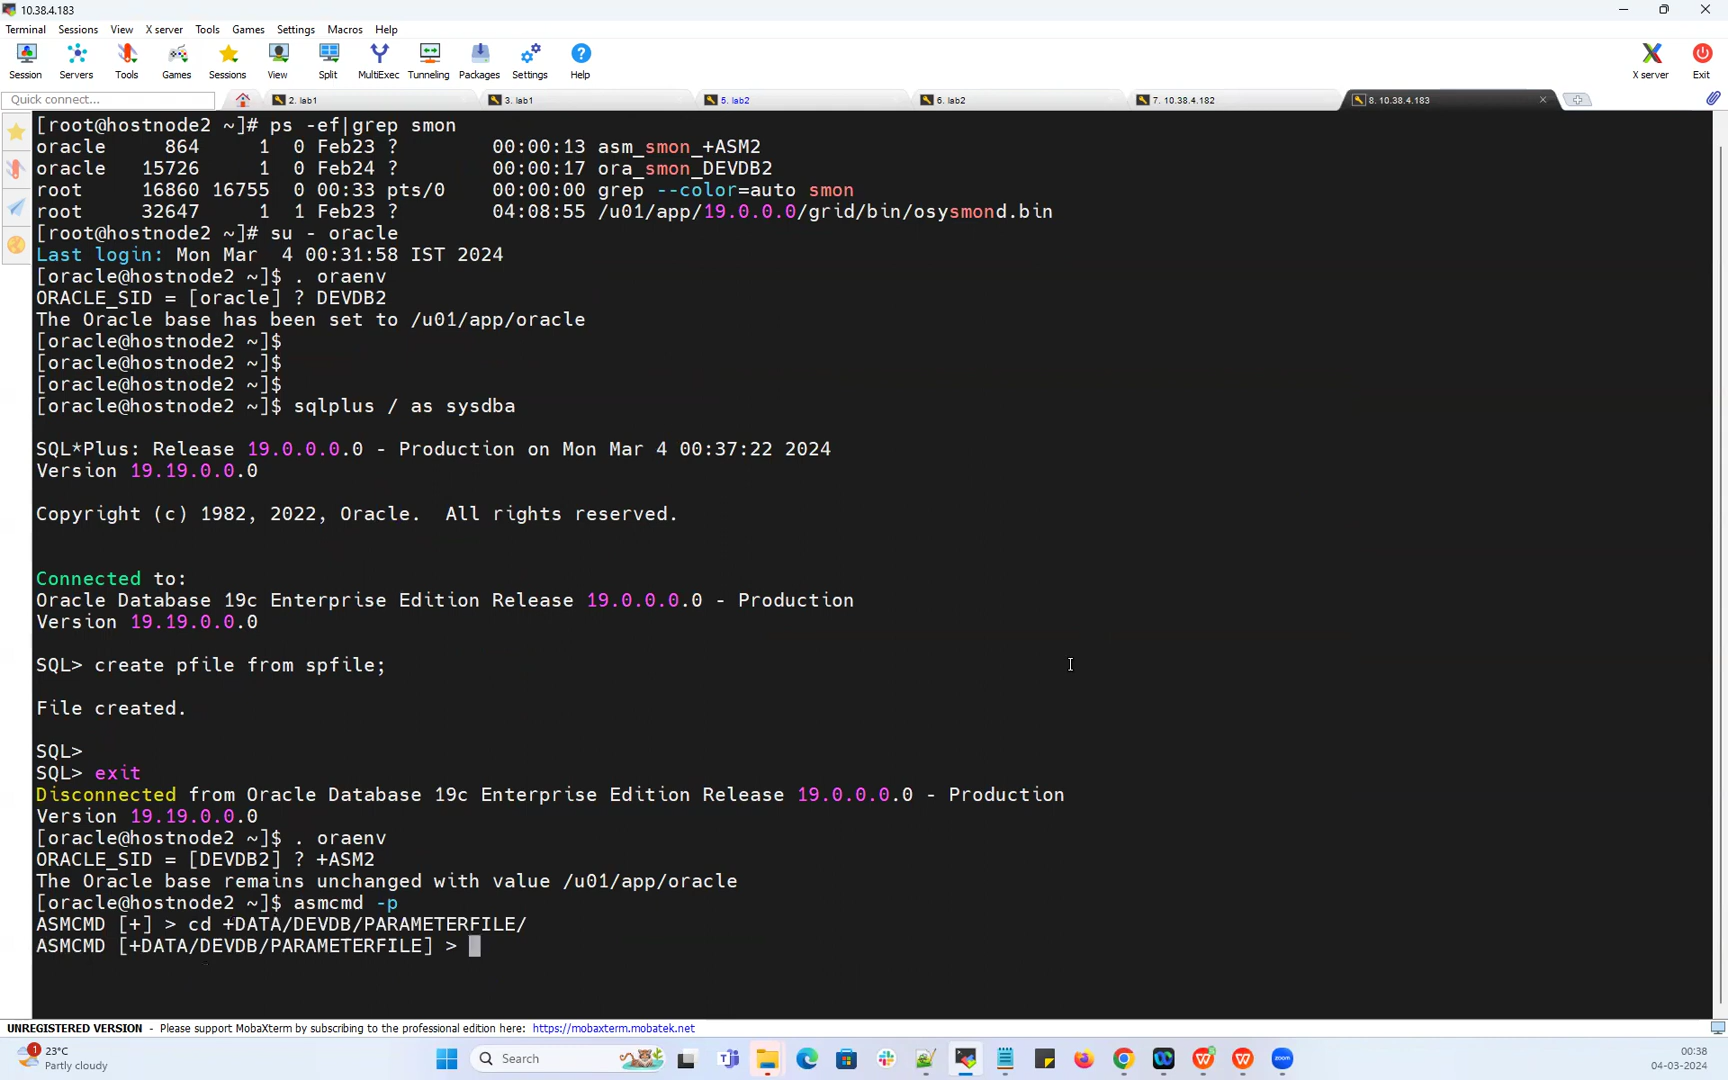 10.38.4.183
Terminal Sessions View X server Tools Games Settings Macros Help
Session Servers Tools Games Sessions View Split MultiExec Tunneling Packages Settings Help X server Exit
Quick connect... 2. lab1 3. lab1 5. lab2 6. lab2 7. 10.38.4.182 8. 10.38.4.183
[root@hostnode2 ~]# ps -ef|grep smon
oracle 864 1 0 Feb23 ? 00:00:13 asm_smon_+ASM2
oracle 15726 1 0 Feb24 ? 00:00:17 ora_smon_DEVDB2
root 16860 16755 0 00:33 pts/0 00:00:00 grep --color=auto smon
root 32647 1 1 Feb23 ? 04:08:55 /u01/app/19.0.0.0/grid/bin/osysmond.bin
[root@hostnode2 ~]# su - oracle
Last login: Mon Mar  4 00:31:58 IST 2024
[oracle@hostnode2 ~]$ . oraenv
ORACLE_SID = [oracle] ? DEVDB2
The Oracle base has been set to /u01/app/oracle
[oracle@hostnode2 ~]$
[oracle@hostnode2 ~]$
[oracle@hostnode2 ~]$
[oracle@hostnode2 ~]$ sqlplus / as sysdba
SQL*Plus: Release 19.0.0.0.0 - Production on Mon Mar 4 00:37:22 2024
Version 19.19.0.0.0
Copyright (c) 1982, 2022, Oracle.  All rights reserved.
Connected to:
Oracle Database 19c Enterprise Edition Release 19.0.0.0.0 - Production
Version 19.19.0.0.0
SQL> create pfile from spfile;
File created.
SQL>
SQL> exit
Disconnected from Oracle Database 19c Enterprise Edition Release 19.0.0.0.0 - Production
Version 19.19.0.0.0
[oracle@hostnode2 ~]$ . oraenv
ORACLE_SID = [DEVDB2] ? +ASM2
The Oracle base remains unchanged with value /u01/app/oracle
[oracle@hostnode2 ~]$ asmcmd -p
ASMCMD [+] > cd +DATA/DEVDB/PARAMETERFILE/
ASMCMD [+DATA/DEVDB/PARAMETERFILE] >
UNREGISTERED VERSION - Please support MobaXterm by subscribing to the professional edition here: https://mobaxterm.mobatek.net
1 23°C
Partly cloudy
Search
zoom
00:38
04-03-2024